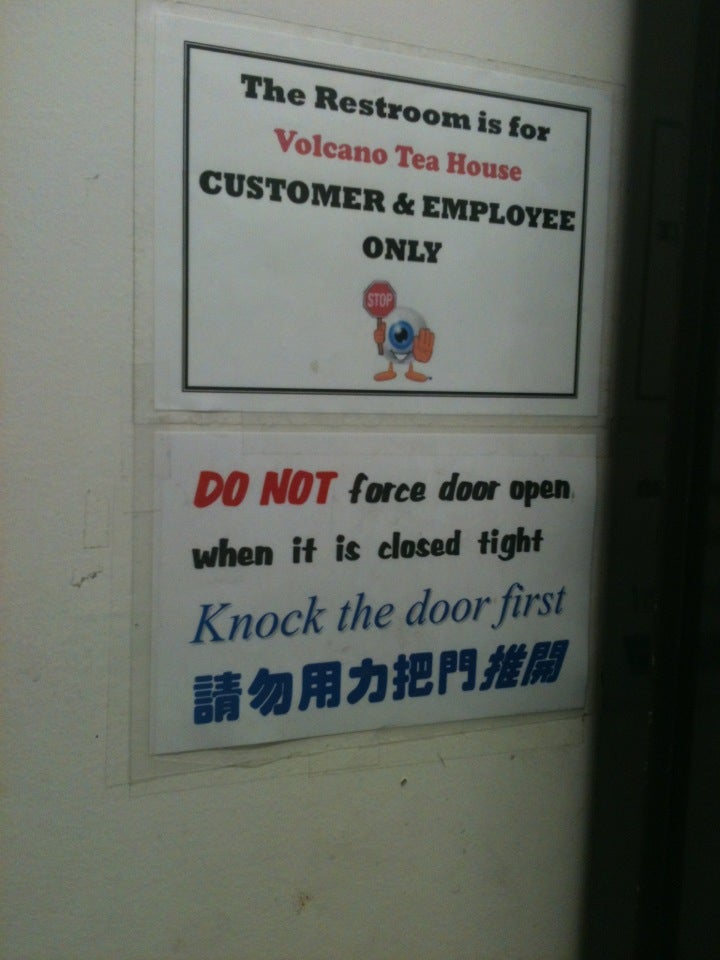 The Restroom is for
Volcano Tea House
CUSTOMER & EMPLOYEE
ONLY
STOP
DO NOT force door open
when it is closed tight
Knock the door first
請勿用力把門推開